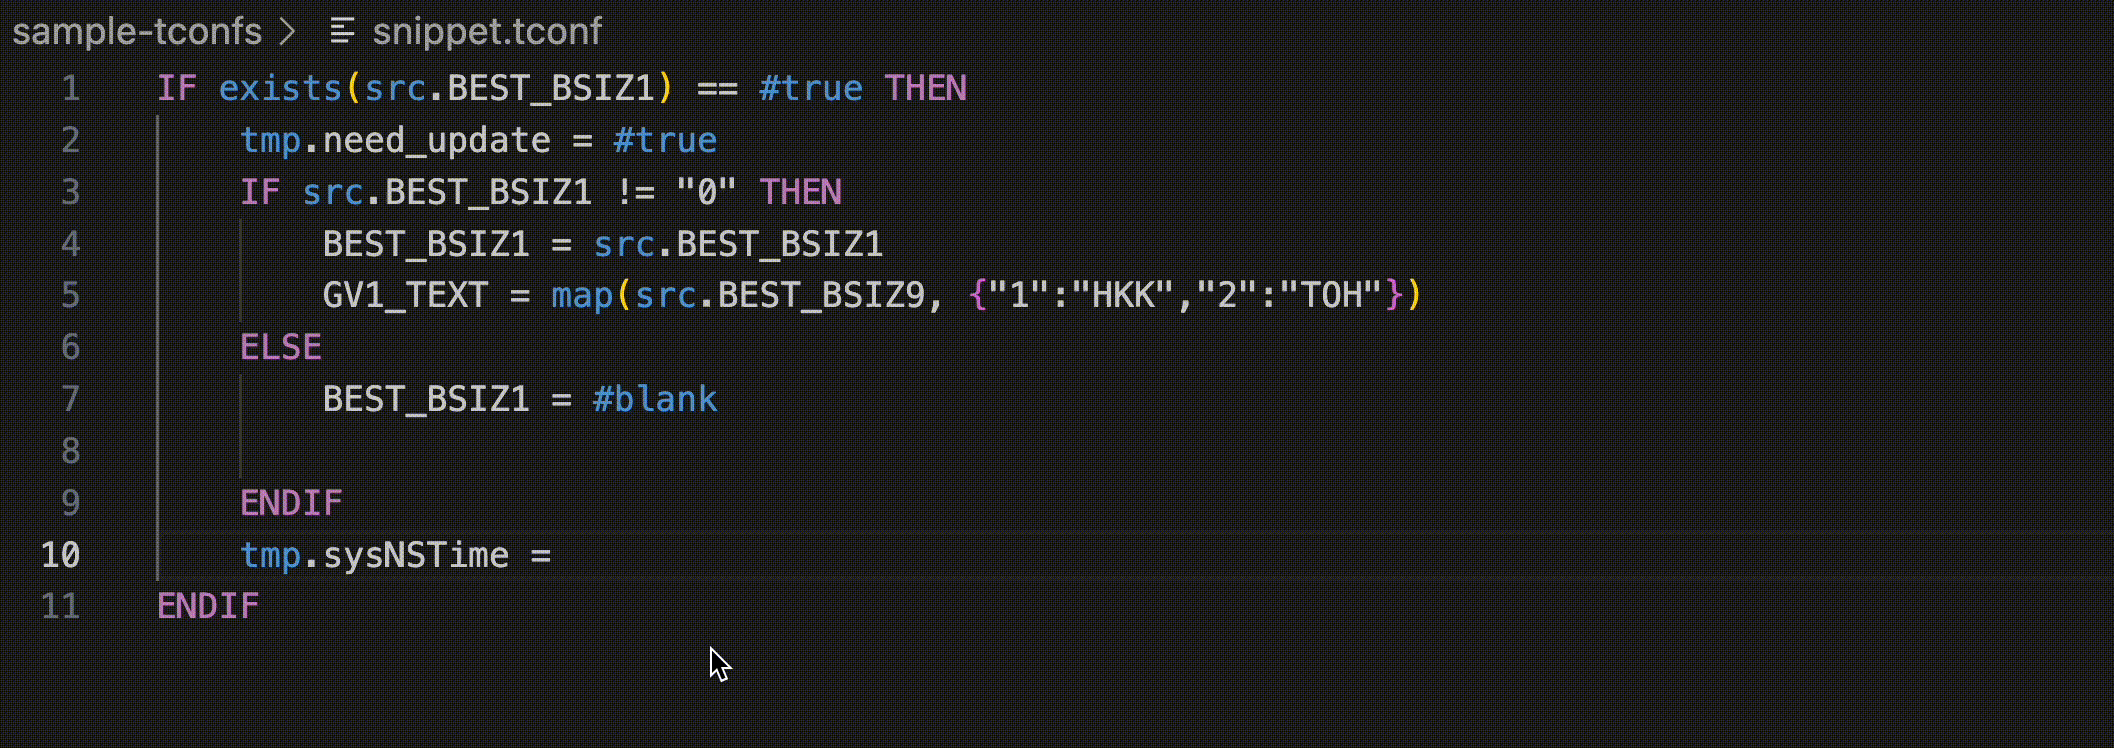 sample-tconfs > snippet.tconf
1 IF exists(src.BEST_BSIZ1) == #true THEN
2 tmp.need_update = #true
3 IF src.BEST_BSIZ1 != "0" THEN
4 BEST_BSIZ1 = src.BEST_BSIZ1
5 GV1_TEXT = map(src.BEST_BSIZ9, {"1":"HKK","2":"TOH"})
6 ELSE
7 BEST_BSIZ1 = #blank
8
9 ENDIF
10 tmp.sysNSTime =
11 ENDIF